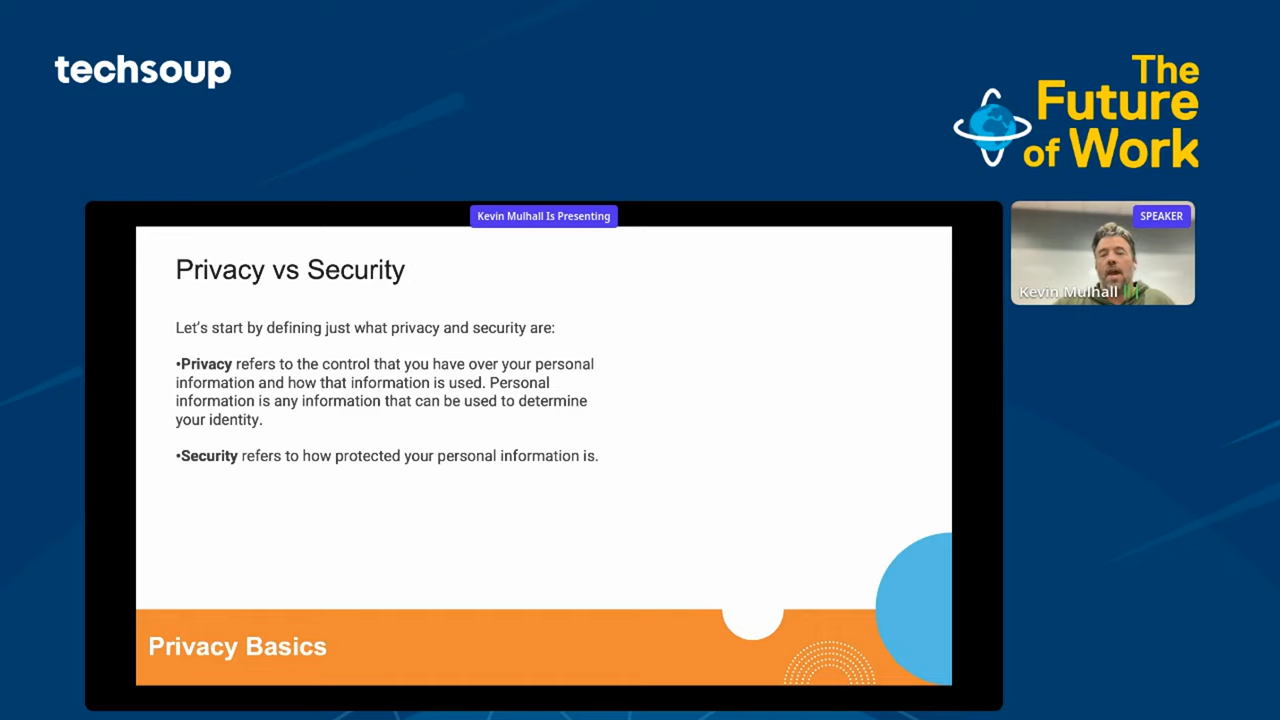 techsoup
The
Future
of Work
Kevin Mulhall Is Presenting
SPEAKER
Kevin Mulhall
Privacy vs Security
Let's start by defining just what privacy and security are:
•Privacy refers to the control that you have over your personal
information and how that information is used. Personal
information is any information that can be used to determine
your identity.
•Security refers to how protected your personal information is.
Privacy Basics